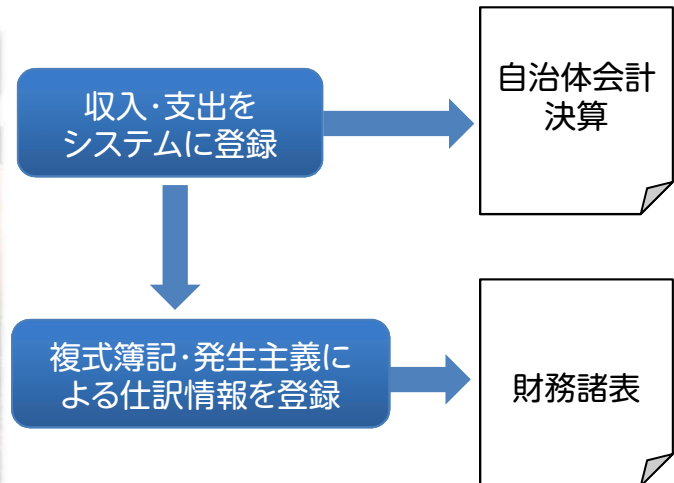 収入・支出を
システムに登録
自治体会計
決算
複式簿記・発生主義に
よる仕訳情報を登録
財務諸表